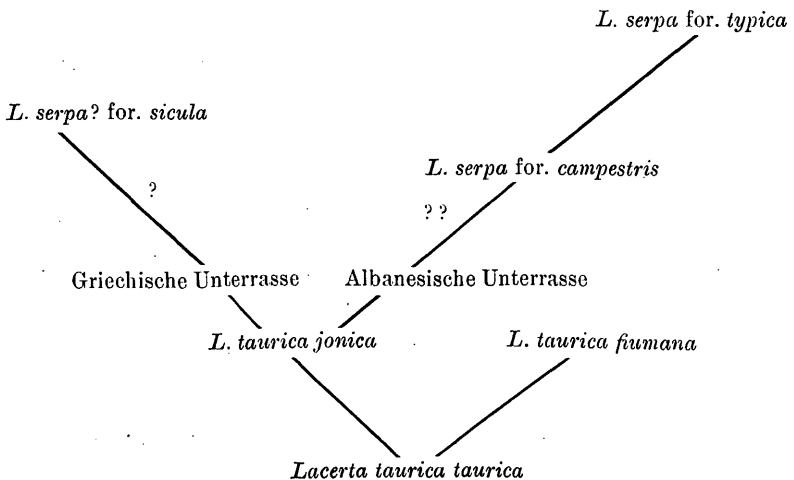 L. serpa for. typica
L. serpa? for. sicula
L. serpa for. campestris
?
??
Griechische Unterrasse
Albanesische Unterrasse
L. taurica jonica
L. taurica fiumana
Lacerta taurica taurica